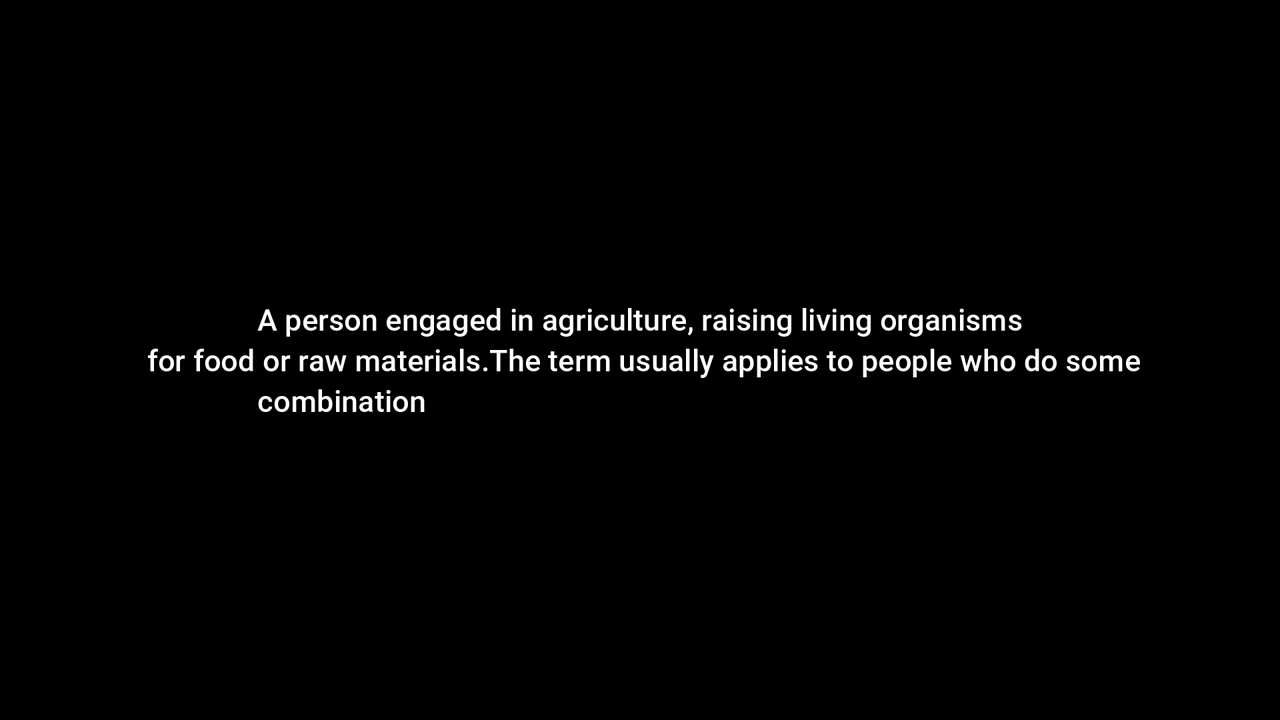 A person engaged in agriculture, raising living organisms
for food or raw materials.The term usually applies to people who do some
combination